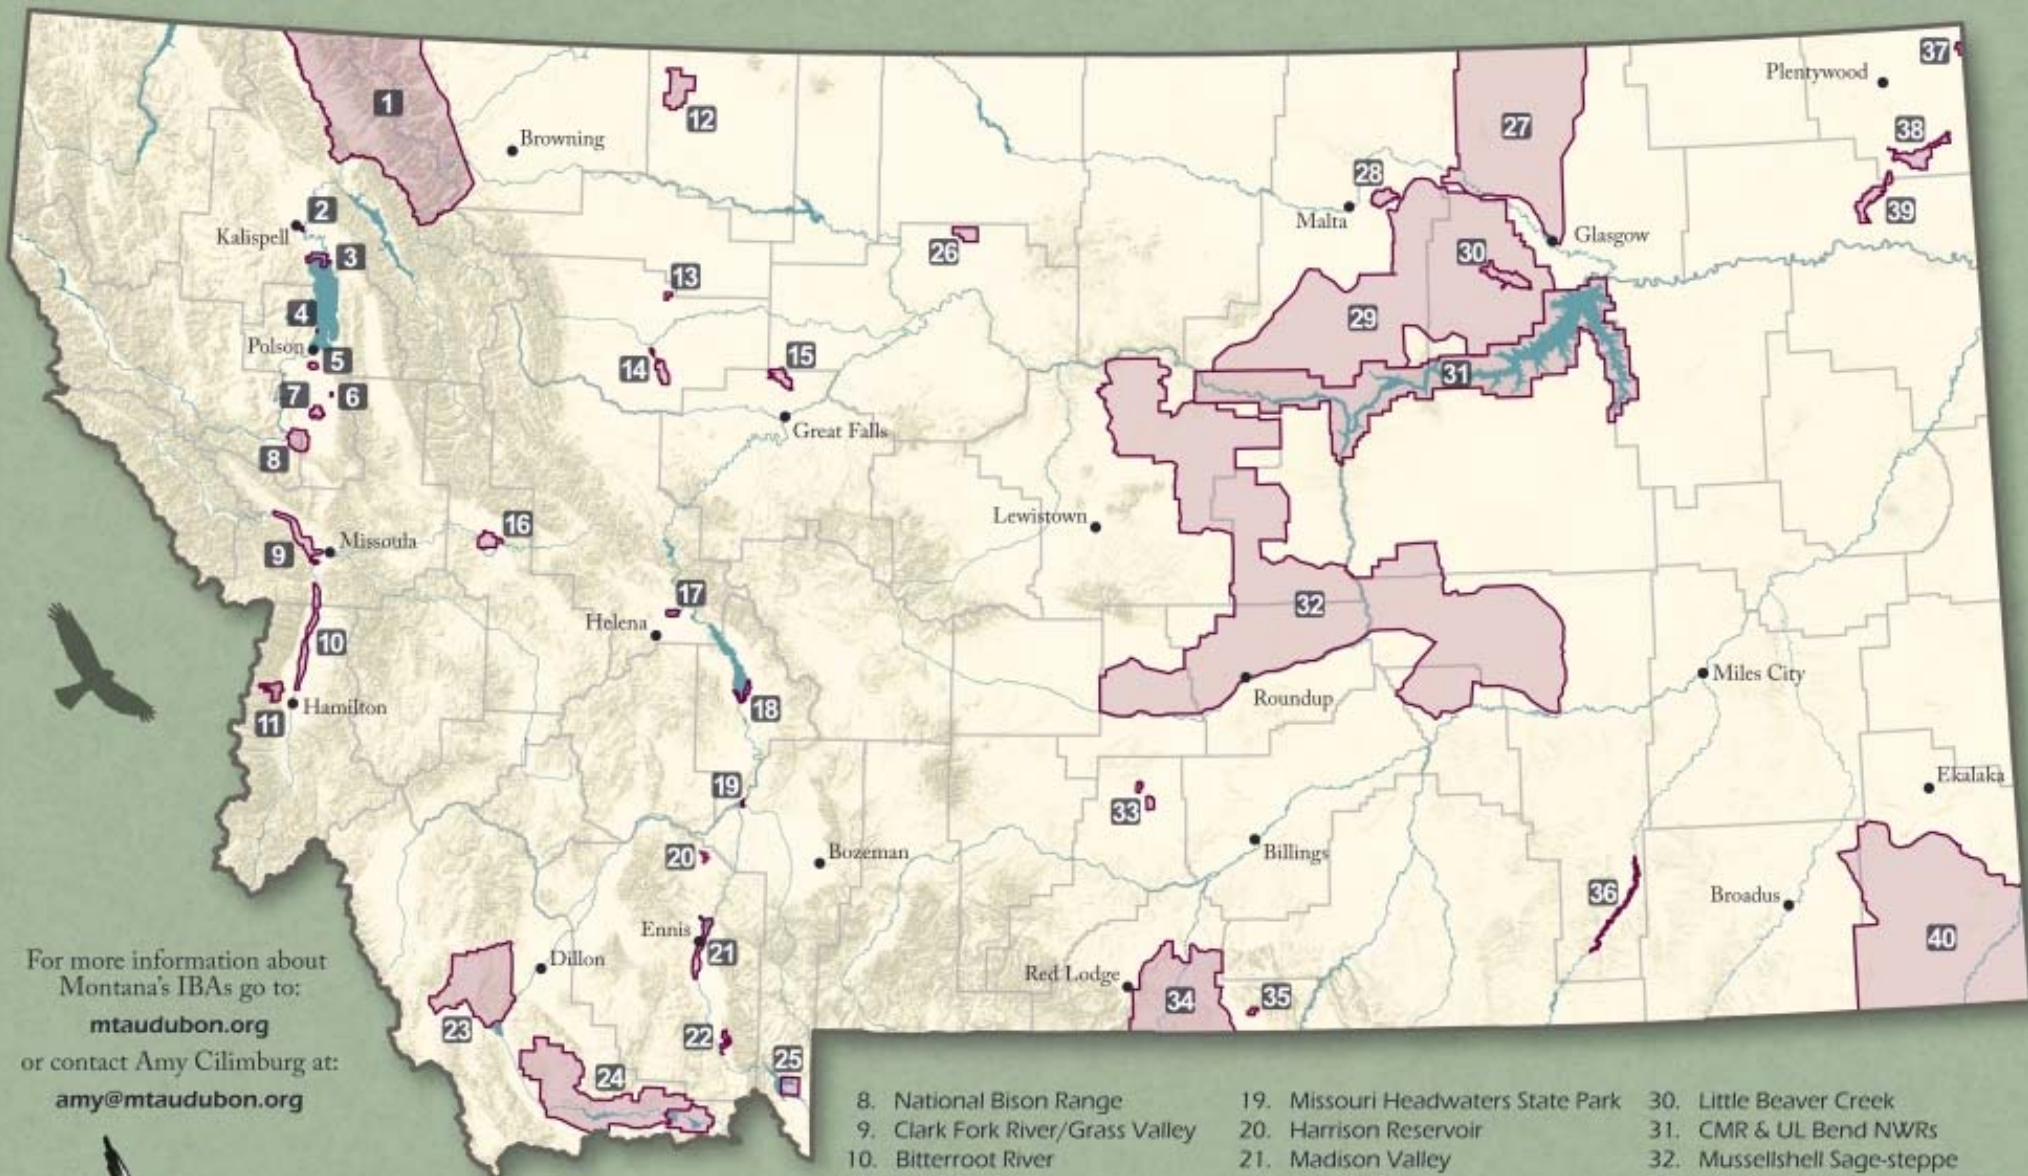 1
12
Browning
27
Plentywood
37
38
39
2
Kalispell
3
4
Polson
5
6
7
8
26
13
14
15
Great Falls
28
Malta
Glasgow
30
29
31
9
Missoula
16
Lewistown
10
11
Hamilton
17
Helena
18
32
Roundup
Miles City
19
20
Bozeman
33
Billings
Ekalaka
36
Broadus
40
Ennis
21
Dillon
23
22
24
25
Red Lodge
34
35
For more information about
Montana's IBAs go to:
mtaudubon.org
or contact Amy Cilimburg at:
amy@mtaudubon.org
8. National Bison Range
9. Clark Fork River/Grass Valley
10. Bitterroot River
19. Missouri Headwaters State Park
20. Harrison Reservoir
21. Madison Valley
30. Little Beaver Creek
31. CMR & UL Bend NWRs
32. Mussellshell Sage-steppe